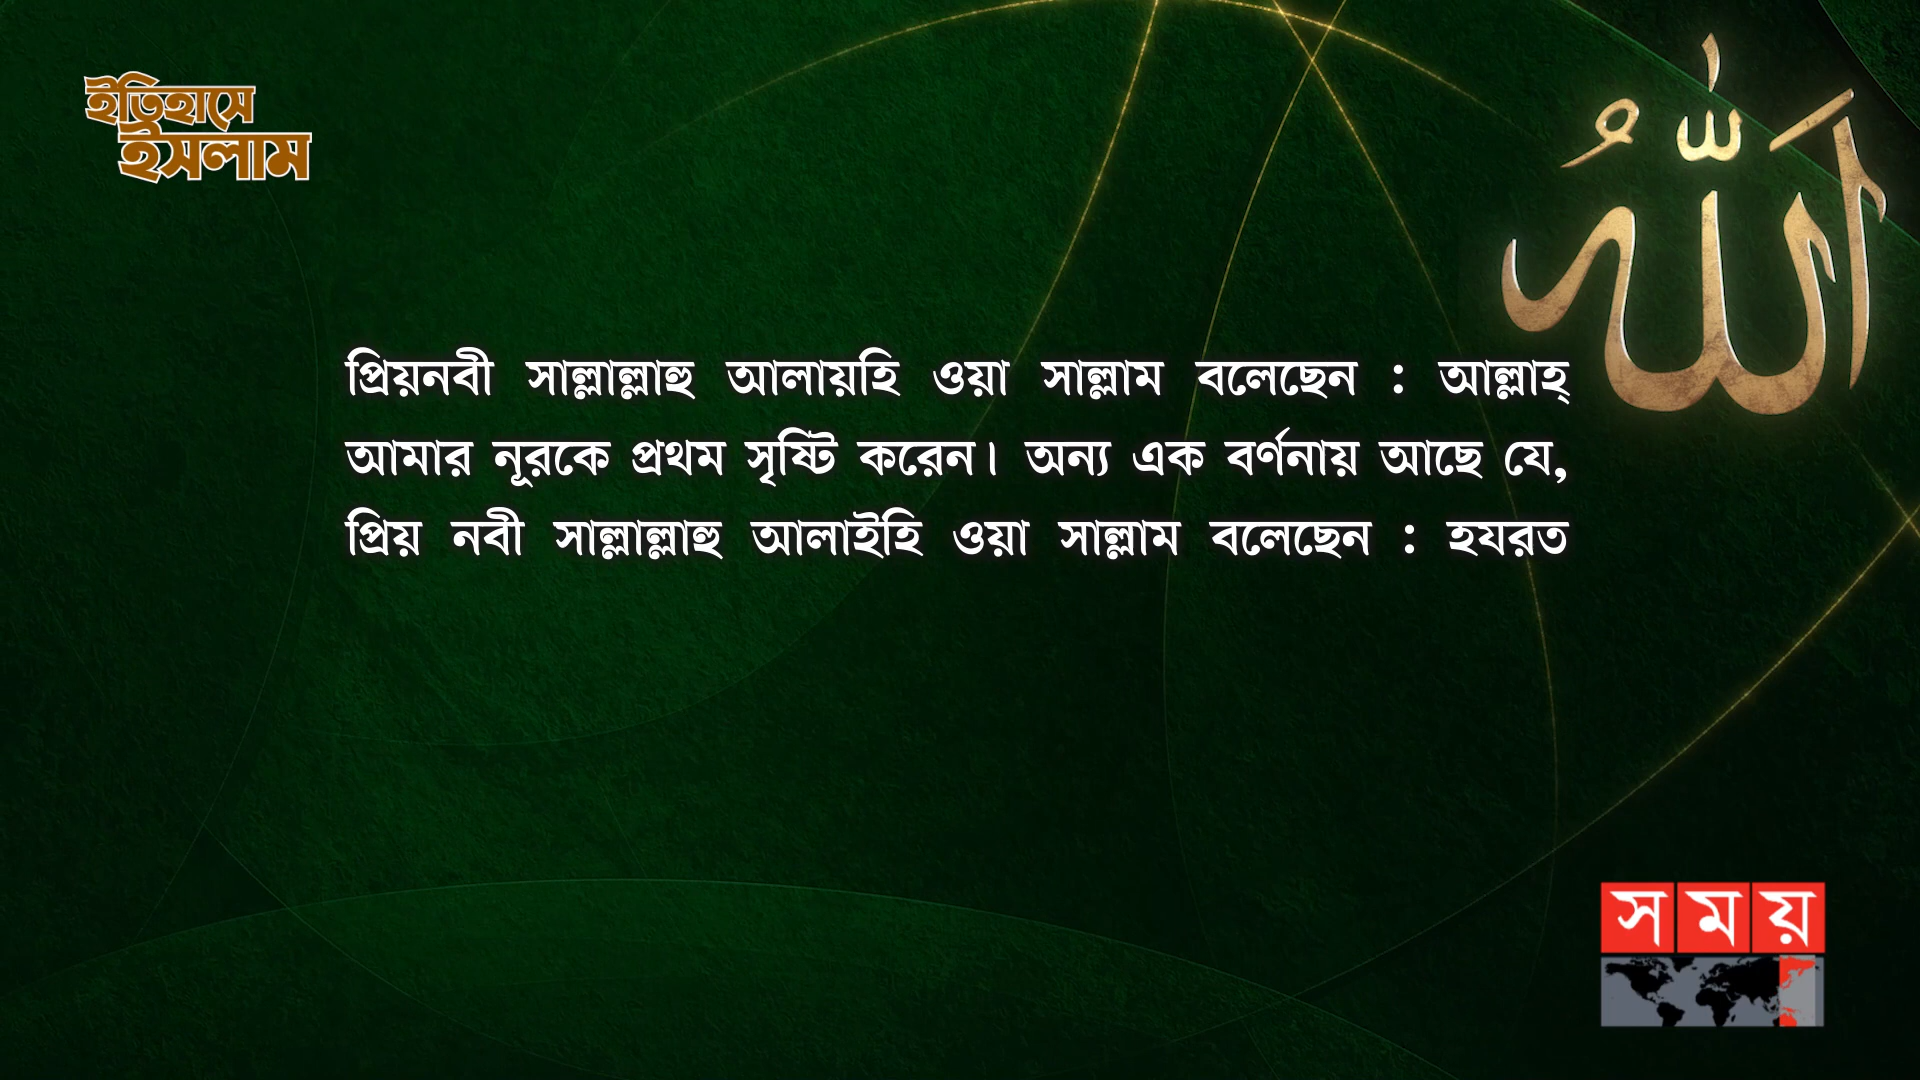 ইতিহাসে
ইসলাম
اللهُ
প্রিয়নবী সাল্লাল্লাহু আলায়হি ওয়া সাল্লাম বলেছেন : আল্লাহ্
আমার নূরকে প্রথম সৃষ্টি করেন। অন্য এক বর্ণনায় আছে যে,
প্রিয় নবী সাল্লাল্লাহু আলাইহি ওয়া সাল্লাম বলেছেন : হযরত
সময়